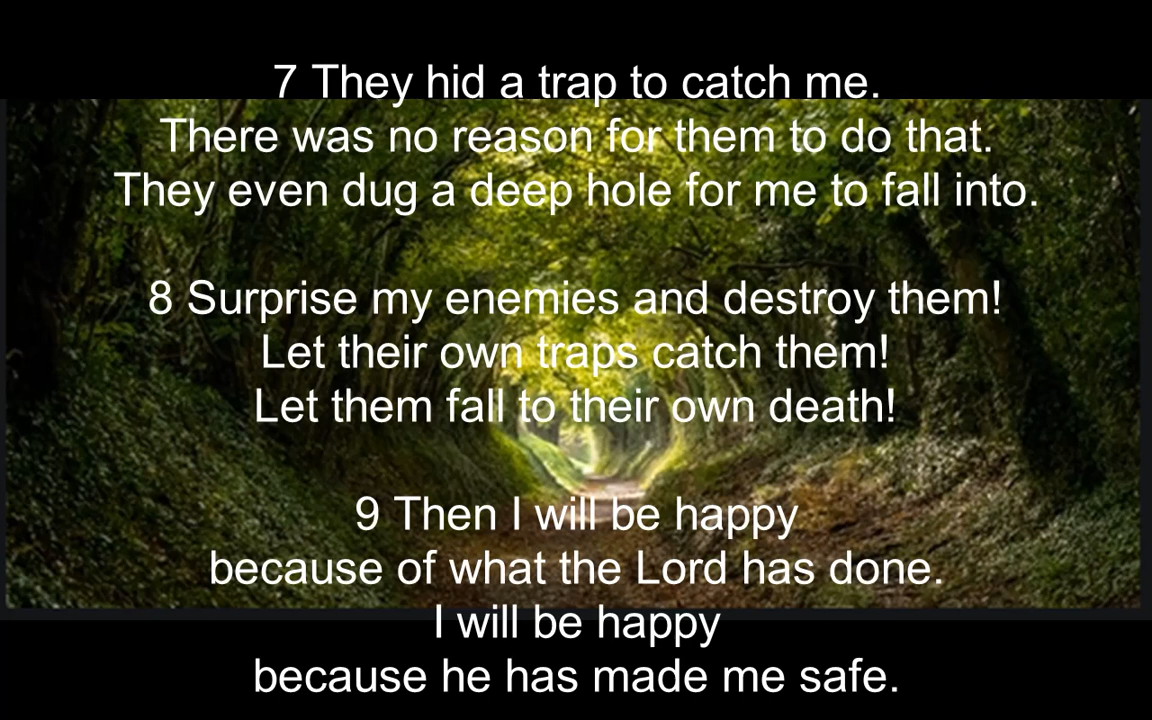 7 They hid a trap to catch me.
There was no reason for them to do that.
They even dug a deep hole for me to fall into.
8 Surprise my enemies and destroy them!
Let their own traps catch them!
Let them fall to their own death!
9 Then I will be happy
because of what the Lord has done.
I will be happy
because he has made me safe.